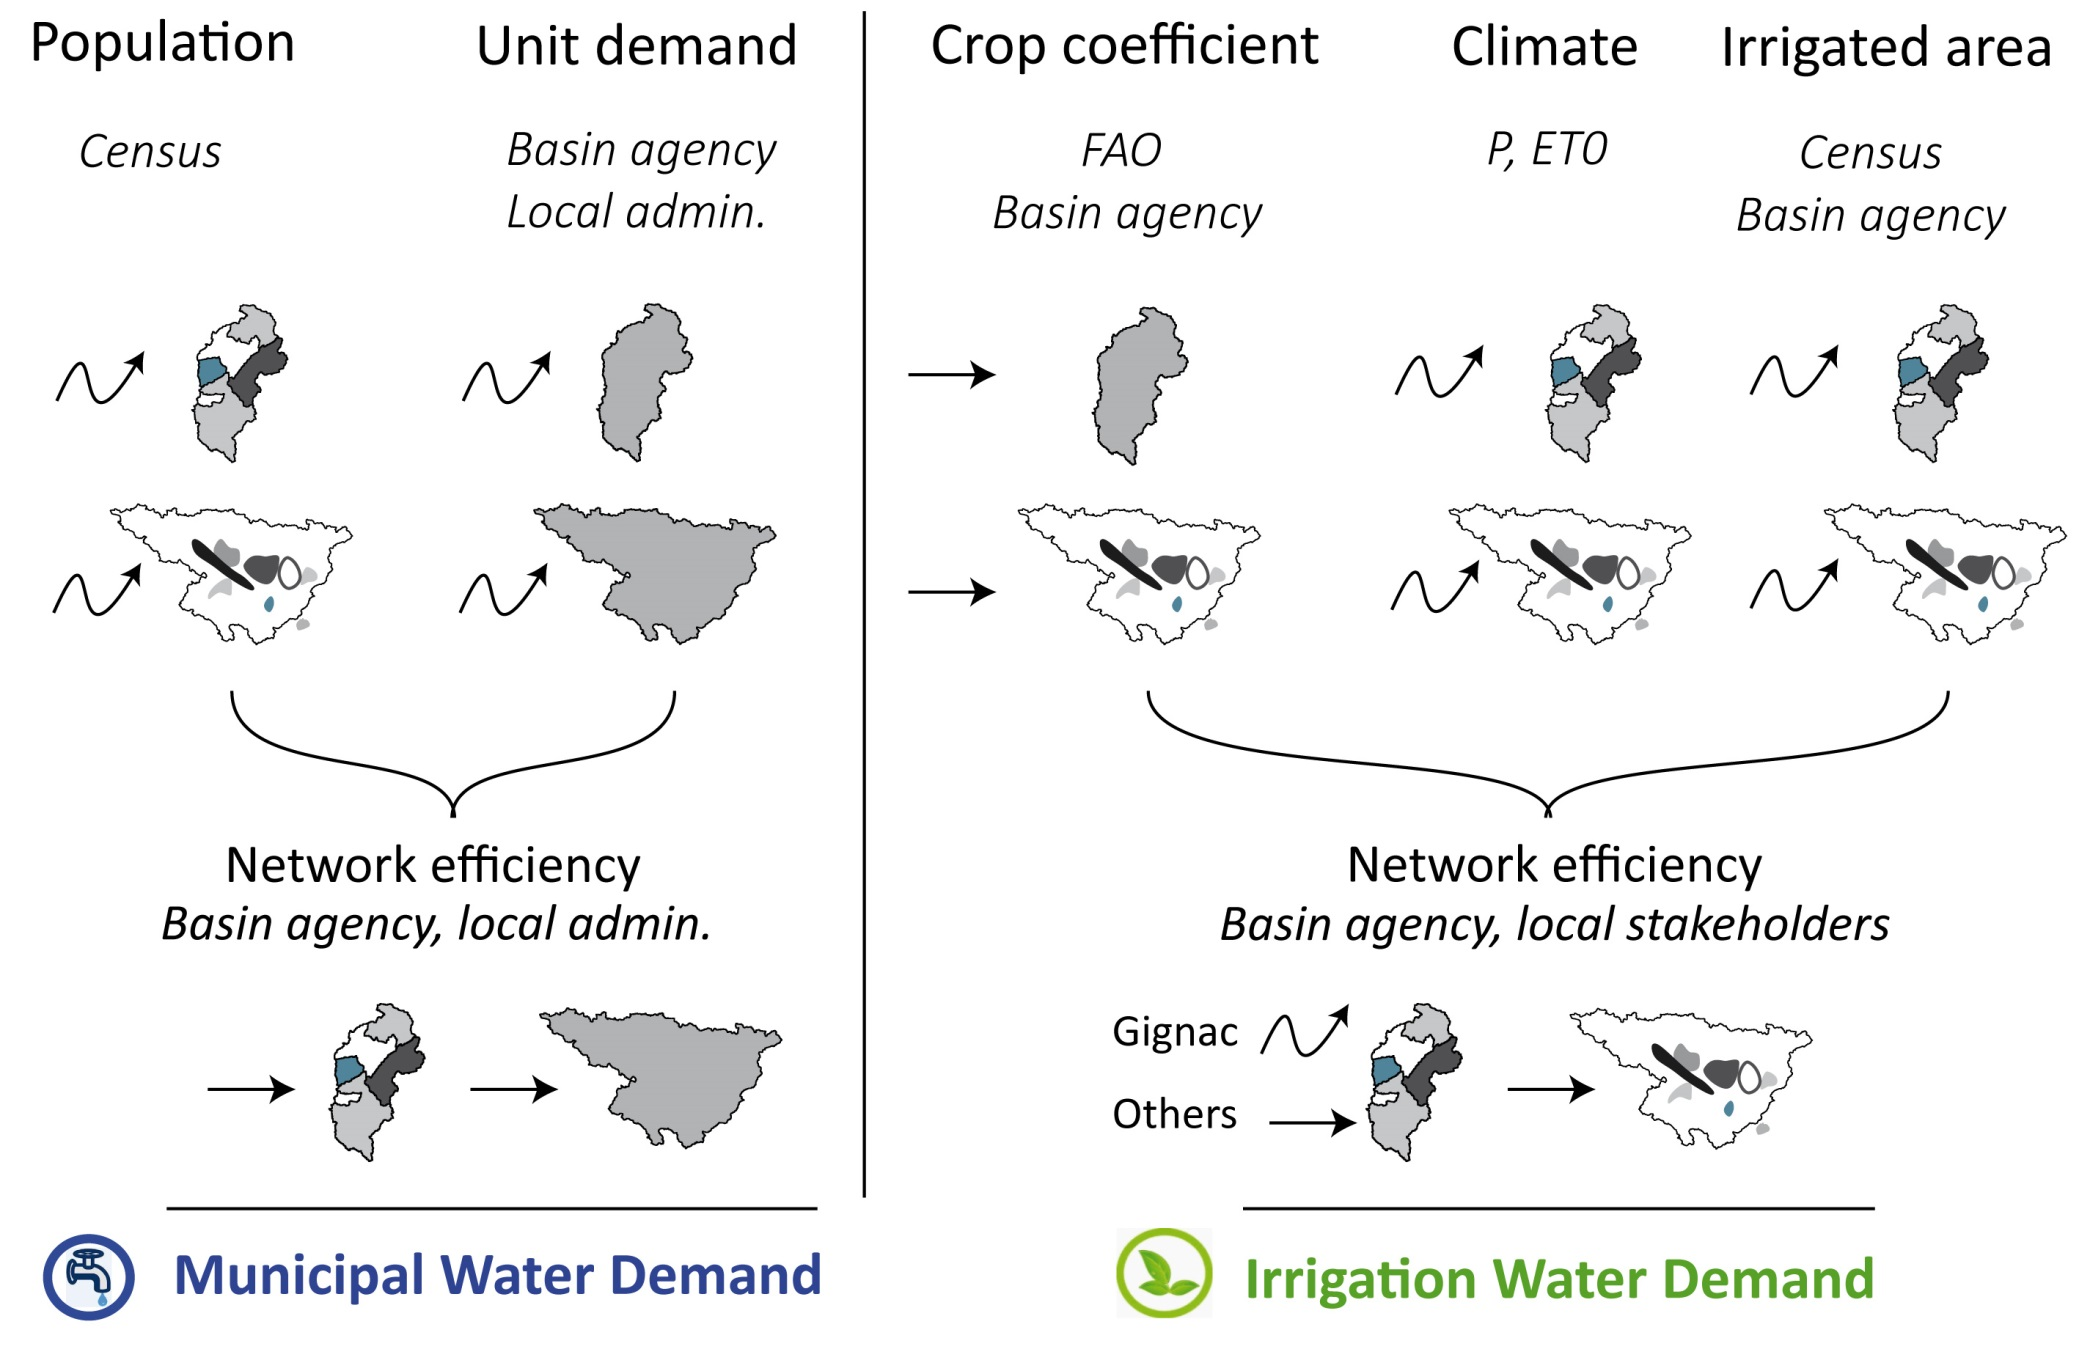 Population
Unit demand
Crop coefficient
Climate
Irrigated area
Census
Basin agency
Local admin.
FAO
Basin agency
P, ET0
Census
Basin agency
Network efficiency
Basin agency, local admin.
Network efficiency
Basin agency, local stakeholders
Gignac
Others
Municipal Water Demand
Irrigation Water Demand